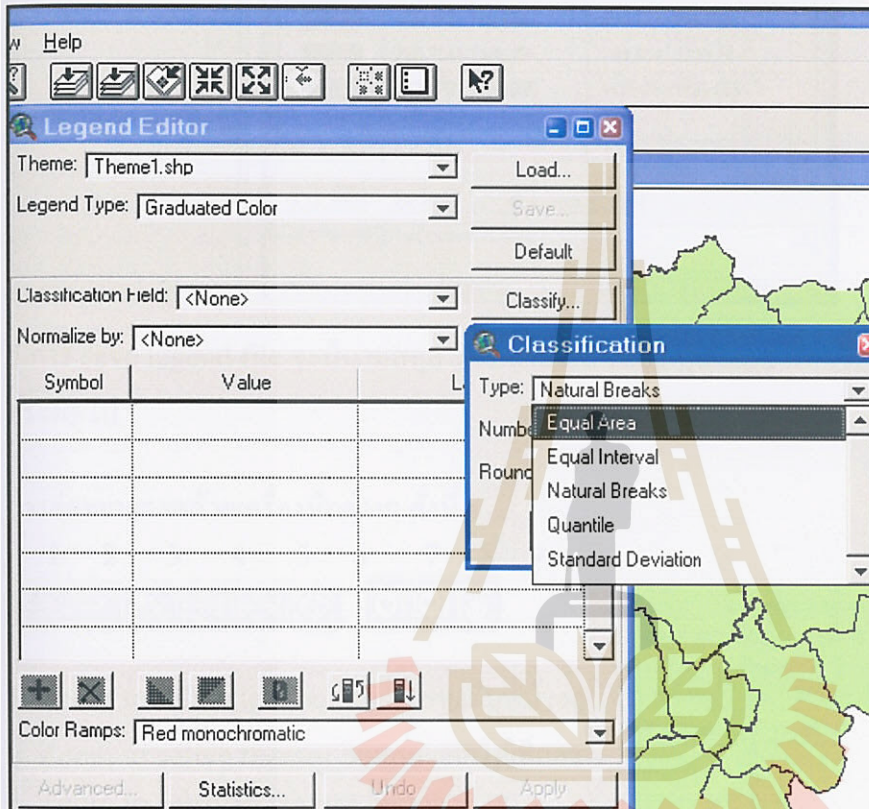 w Help
Legend Editor
Theme: Theme1.shp
Load...
Legend Type: Graduated Color
Save...
Default
Classification Field: <None>
Classify...
Normalize by: <None>
Classification
Symbol Value L
Type: Natural Breaks
Numbe
Equal Area
Equal Interval
Round
Natural Breaks
Quantile
Standard Deviation
Color Ramps: Red monochromatic
Advanced... Statistics... Undo Apply